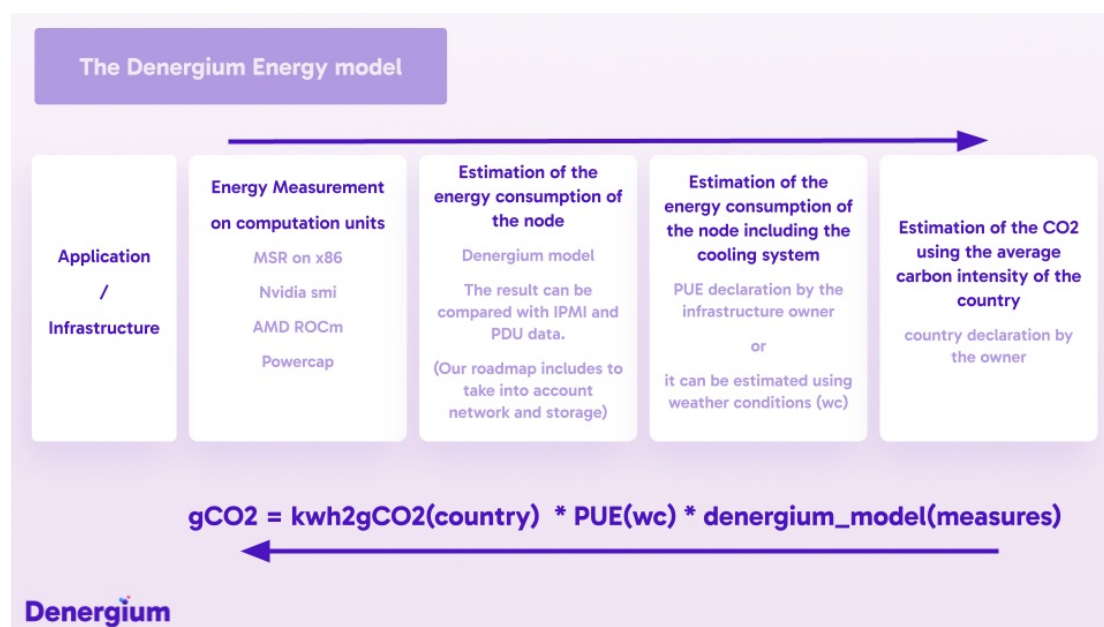 The Denergium Energy model
Application
/
Infrastructure
Energy Measurement
on computation units
MSR on x86
Nvidia smi
AMD ROCm
Powercap
Estimation of the
energy consumption of
the node
Denergium model
The result can be
compared with IPMI and
PDU data.
(Our roadmap includes to
take into account
network and storage)
Estimation of the
energy consumption of
the node including the
cooling system
PUE declaration by the
infrastructure owner
or
it can be estimated using
weather conditions (wc)
Estimation of the CO2
using the average
carbon intensity of the
country
country declaration by
the owner
gCO2 = kwh2gCO2(country) * PUE(wc) * denergium_model(measures)
Denergium